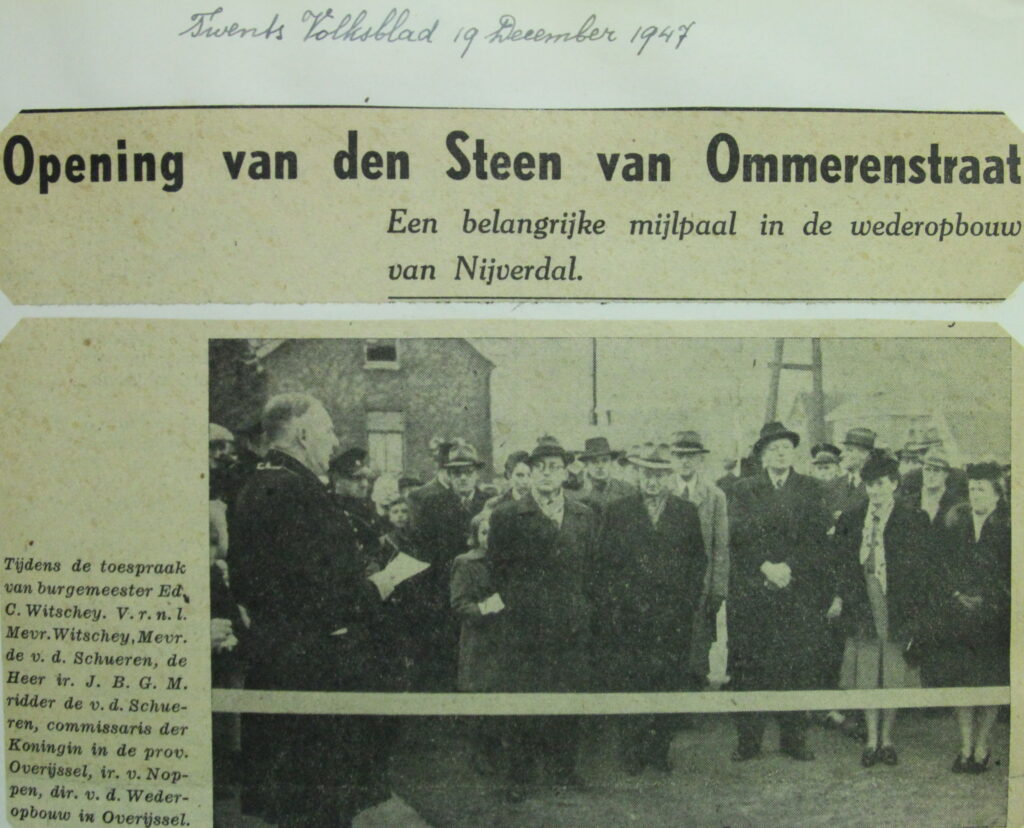 Twents Volksblad 19 December 1947
Opening van den Steen van Ommerenstraat
Een belangrijke mijlpaal in de wederopbouw
van Nijverdal.
Tijdens de toespraak
van burgemeester Ed.
C. Witschey. V. r. n. l.
Mevr. Witschey, Mevr.
de v. d. Schueren, de
Heer ir. J. B. G. M.
ridder de v. d. Schue-
ren, commissaris der
Koningin in de prov.
Overijssel, ir. v. Nop-
pen, dir. v. d. Weder-
opbouw in Overijssel.